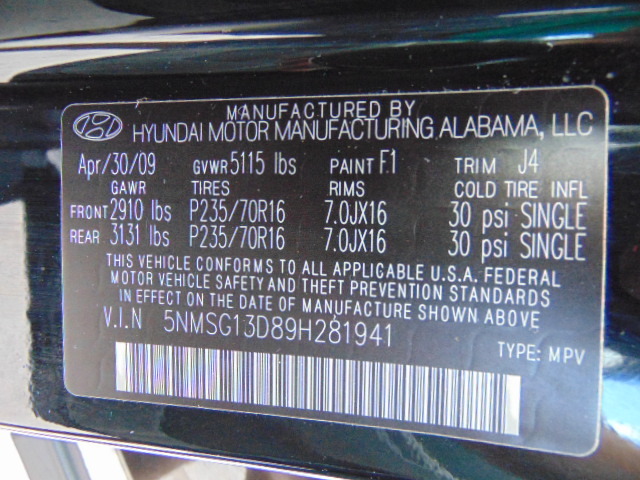 MANUFACTURED BY
HYUNDAI MOTOR MANUFACTURING ALABAMA, LLC
Apr/30/09 GVWR 5115 lbs PAINT F1 TRIM J4
GAWR TIRES RIMS COLD TIRE INFL
FRONT 2910 lbs P235/70R16 7.0JX16 30 psi SINGLE
REAR 3131 lbs P235/70R16 7.0JX16 30 psi SINGLE
THIS VEHICLE CONFORMS TO ALL APPLICABLE U.S.A. FEDERAL
MOTOR VEHICLE SAFETY AND THEFT PREVENTION STANDARDS
IN EFFECT ON THE DATE OF MANUFACTURE SHOWN ABOVE
V.I.N 5NMSG13D89H281941
TYPE: MPV